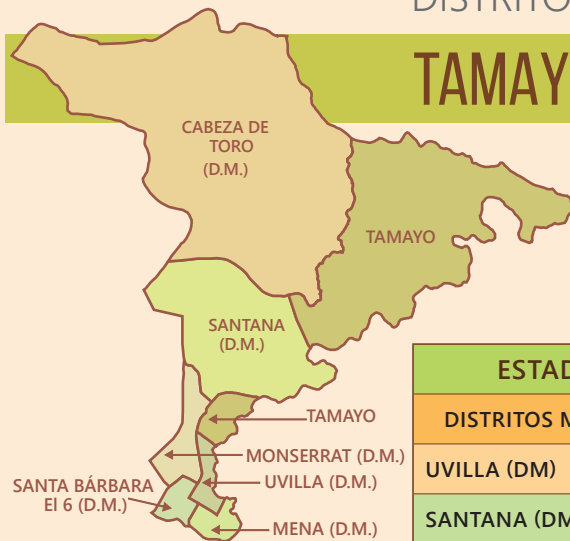 DISTRITO
TAMAY
CABEZA DE
TORO
(D.M.)
TAMAYO
SANTANA
(D.M.)
TAMAYO
MONSERRAT (D.M.)
UVILLA (D.M.)
SANTA BÁRBARA
El 6 (D.M.)
MENA (D.M.)
ESTAD
DISTRITOS M
UVILLA (DM)
SANTANA (DM